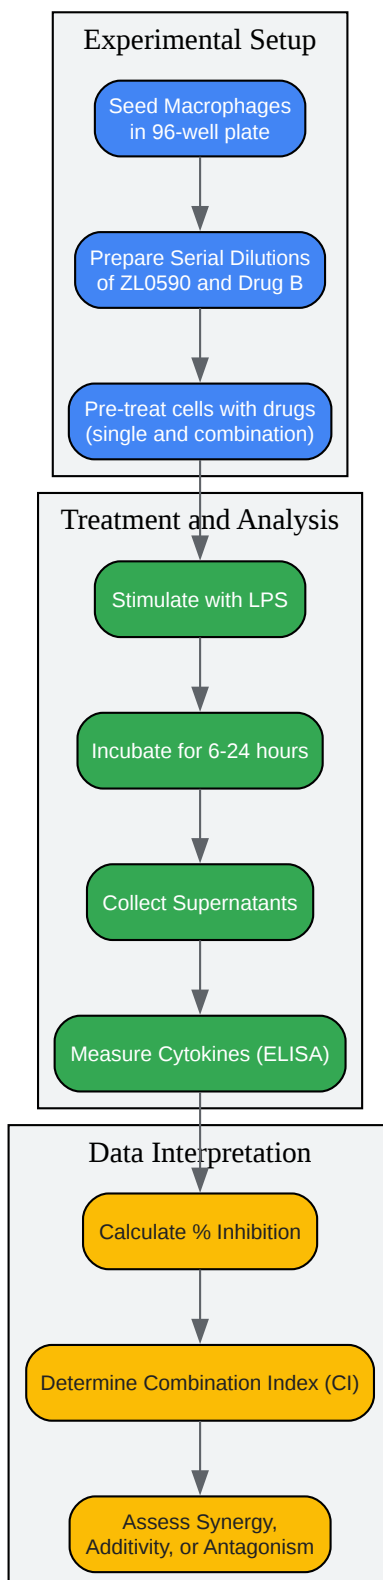 Experimental Setup
Seed Macrophages
in 96-well plate
Prepare Serial Dilutions
of ZL0590 and Drug B
Pre-treat cells with drugs
(single and combination)
Treatment and Analysis
Stimulate with LPS
Incubate for 6-24 hours
Collect Supernatants
Measure Cytokines (ELISA)
Data Interpretation
Calculate % Inhibition
Determine Combination Index (CI)
Assess Synergy,
Additivity, or Antagonism